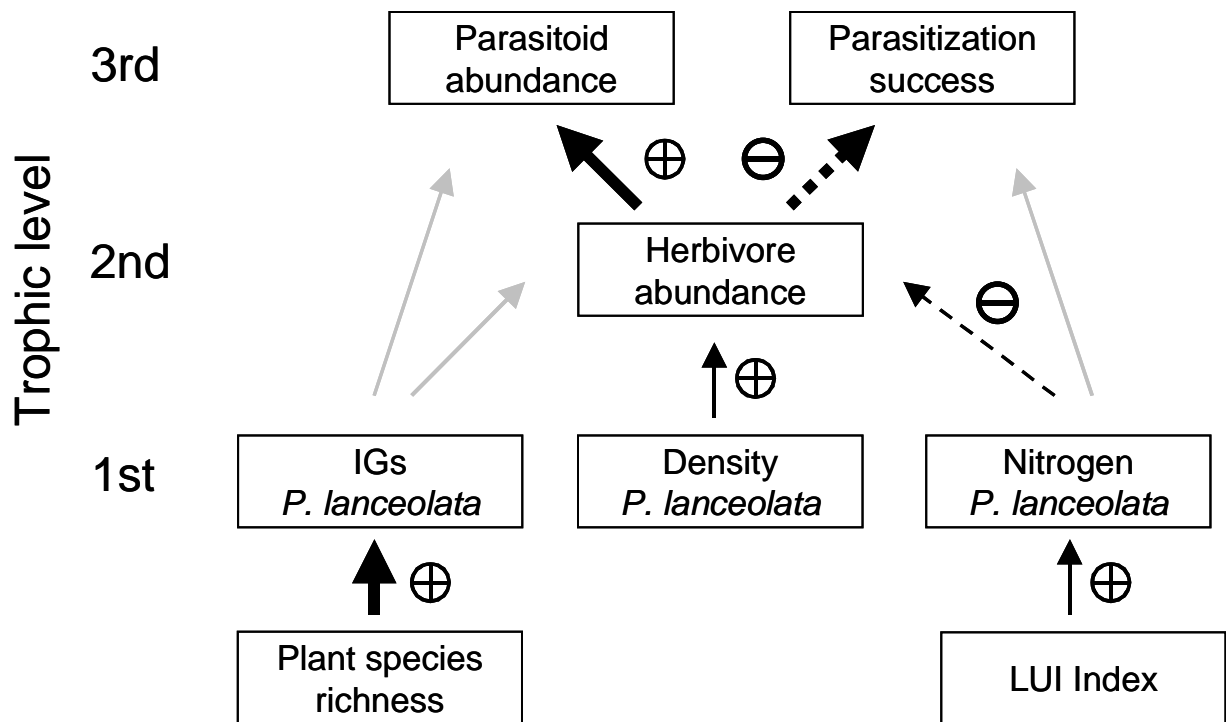 3rd
Parasitoid
abundance
Parasitization
success
Trophic level
2nd
Herbivore
abundance
1st
IGs
P. lanceolata
Density
P. lanceolata
Nitrogen
P. lanceolata
Plant species
richness
LUI Index